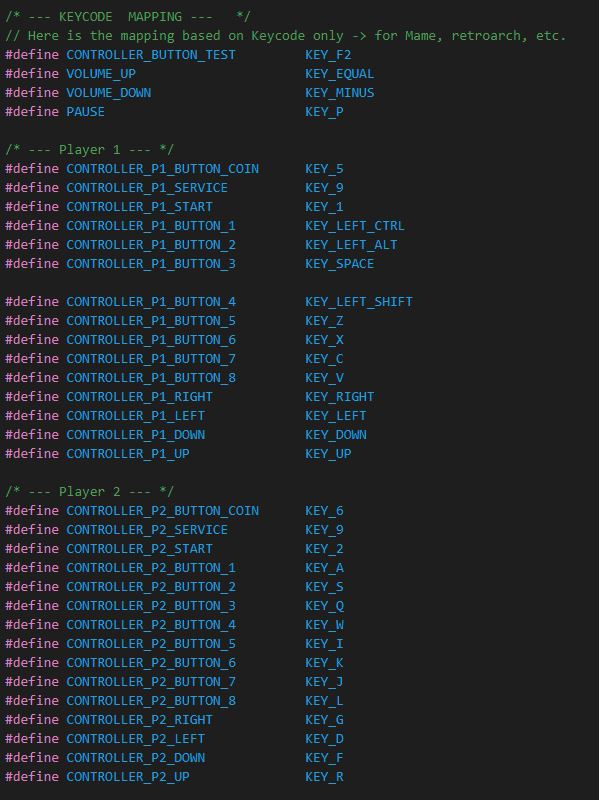 /* --- KEYCODE  MAPPING ---   */
// Here is the mapping based on Keycode only -> for Mame, retroarch, etc.
#define CONTROLLER_BUTTON_TEST         KEY_F2
#define VOLUME_UP                      KEY_EQUAL
#define VOLUME_DOWN                    KEY_MINUS
#define PAUSE                          KEY_P

/* --- Player 1 --- */
#define CONTROLLER_P1_BUTTON_COIN      KEY_5
#define CONTROLLER_P1_SERVICE          KEY_9
#define CONTROLLER_P1_START            KEY_1
#define CONTROLLER_P1_BUTTON_1         KEY_LEFT_CTRL
#define CONTROLLER_P1_BUTTON_2         KEY_LEFT_ALT
#define CONTROLLER_P1_BUTTON_3         KEY_SPACE

#define CONTROLLER_P1_BUTTON_4         KEY_LEFT_SHIFT
#define CONTROLLER_P1_BUTTON_5         KEY_Z
#define CONTROLLER_P1_BUTTON_6         KEY_X
#define CONTROLLER_P1_BUTTON_7         KEY_C
#define CONTROLLER_P1_BUTTON_8         KEY_V
#define CONTROLLER_P1_RIGHT            KEY_RIGHT
#define CONTROLLER_P1_LEFT             KEY_LEFT
#define CONTROLLER_P1_DOWN             KEY_DOWN
#define CONTROLLER_P1_UP               KEY_UP

/* --- Player 2 --- */
#define CONTROLLER_P2_BUTTON_COIN      KEY_6
#define CONTROLLER_P2_SERVICE          KEY_9
#define CONTROLLER_P2_START            KEY_2
#define CONTROLLER_P2_BUTTON_1         KEY_A
#define CONTROLLER_P2_BUTTON_2         KEY_S
#define CONTROLLER_P2_BUTTON_3         KEY_Q
#define CONTROLLER_P2_BUTTON_4         KEY_W
#define CONTROLLER_P2_BUTTON_5         KEY_I
#define CONTROLLER_P2_BUTTON_6         KEY_K
#define CONTROLLER_P2_BUTTON_7         KEY_J
#define CONTROLLER_P2_BUTTON_8         KEY_L
#define CONTROLLER_P2_RIGHT            KEY_G
#define CONTROLLER_P2_LEFT             KEY_D
#define CONTROLLER_P2_DOWN             KEY_F
#define CONTROLLER_P2_UP               KEY_R